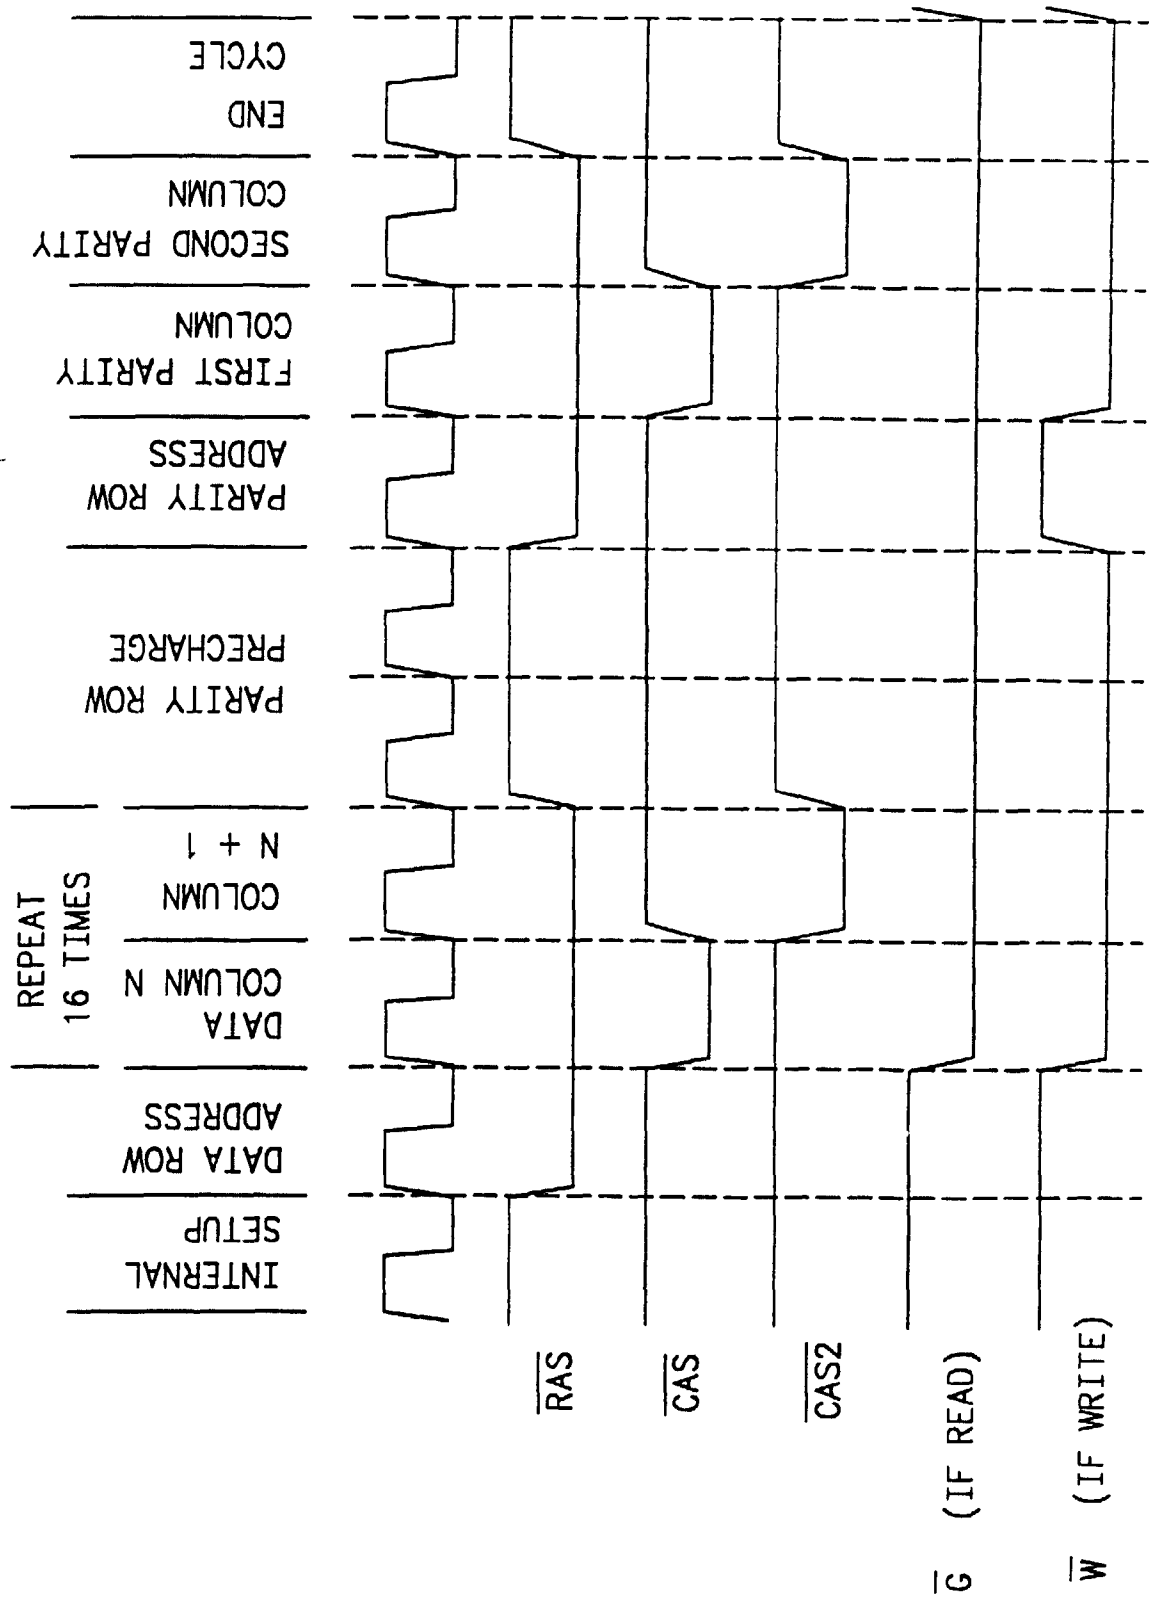 REPEAT
16 TIMES
INTERNAL
SETUP
DATA ROW
ADDRESS
DATA
COLUMN N
COLUMN
N + 1
PARITY ROW
PRECHARGE
PARITY ROW
ADDRESS
FIRST PARITY
COLUMN
SECOND PARITY
COLUMN
END
CYCLE
RAS
CAS
CAS2
G (IF READ)
W (IF WRITE)